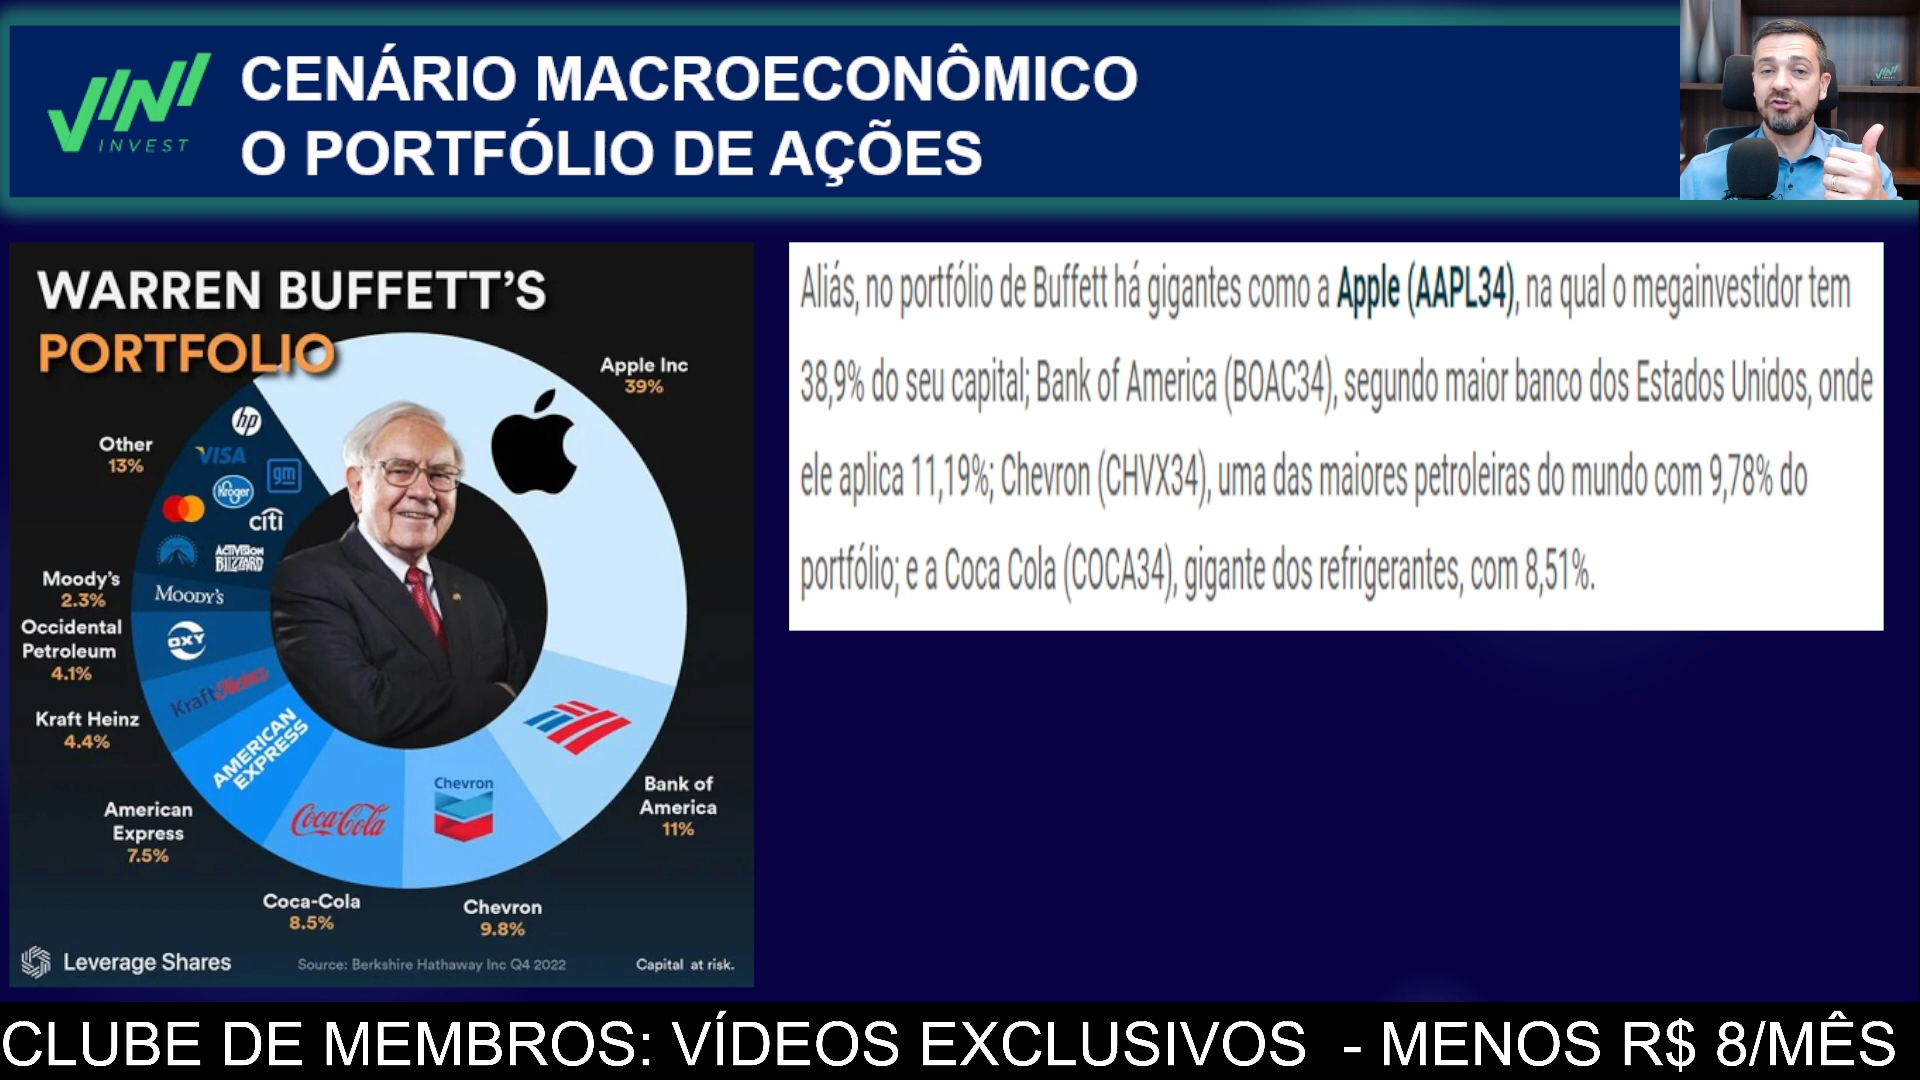 VINI
INVEST
CENÁRIO MACROECONÔMICO
O PORTFÓLIO DE AÇÕES
WARREN BUFFETT'S
PORTFOLIO
Apple Inc
39%
hp
Other
13%
VISA
gm
Kroger
citi
ACTIVISION
BLIZZARD
Moody's
2.3%
MOODY'S
Occidental
Petroleum
4.1%
OXY
KraftHeinz
Kraft Heinz
4.4%
AMERICAN
EXPRESS
American
Express
7.5%
Coca-Cola
Coca-Cola
8.5%
Chevron
Chevron
9.8%
Bank of
America
11%
Leverage Shares
Source: Berkshire Hathaway Inc Q4 2022
Capital at risk.
Aliás, no portfólio de Buffett há gigantes como a Apple (AAPL34), na qual o megainvestidor tem
38,9% do seu capital; Bank of America (BOAC34), segundo maior banco dos Estados Unidos, onde
ele aplica 11,19%; Chevron (CHVX34), uma das maiores petroleiras do mundo com 9,78% do
portfólio; e a Coca Cola (COCA34), gigante dos refrigerantes, com 8,51%.
CLUBE DE MEMBROS: VÍDEOS EXCLUSIVOS - MENOS R$ 8/MÊS